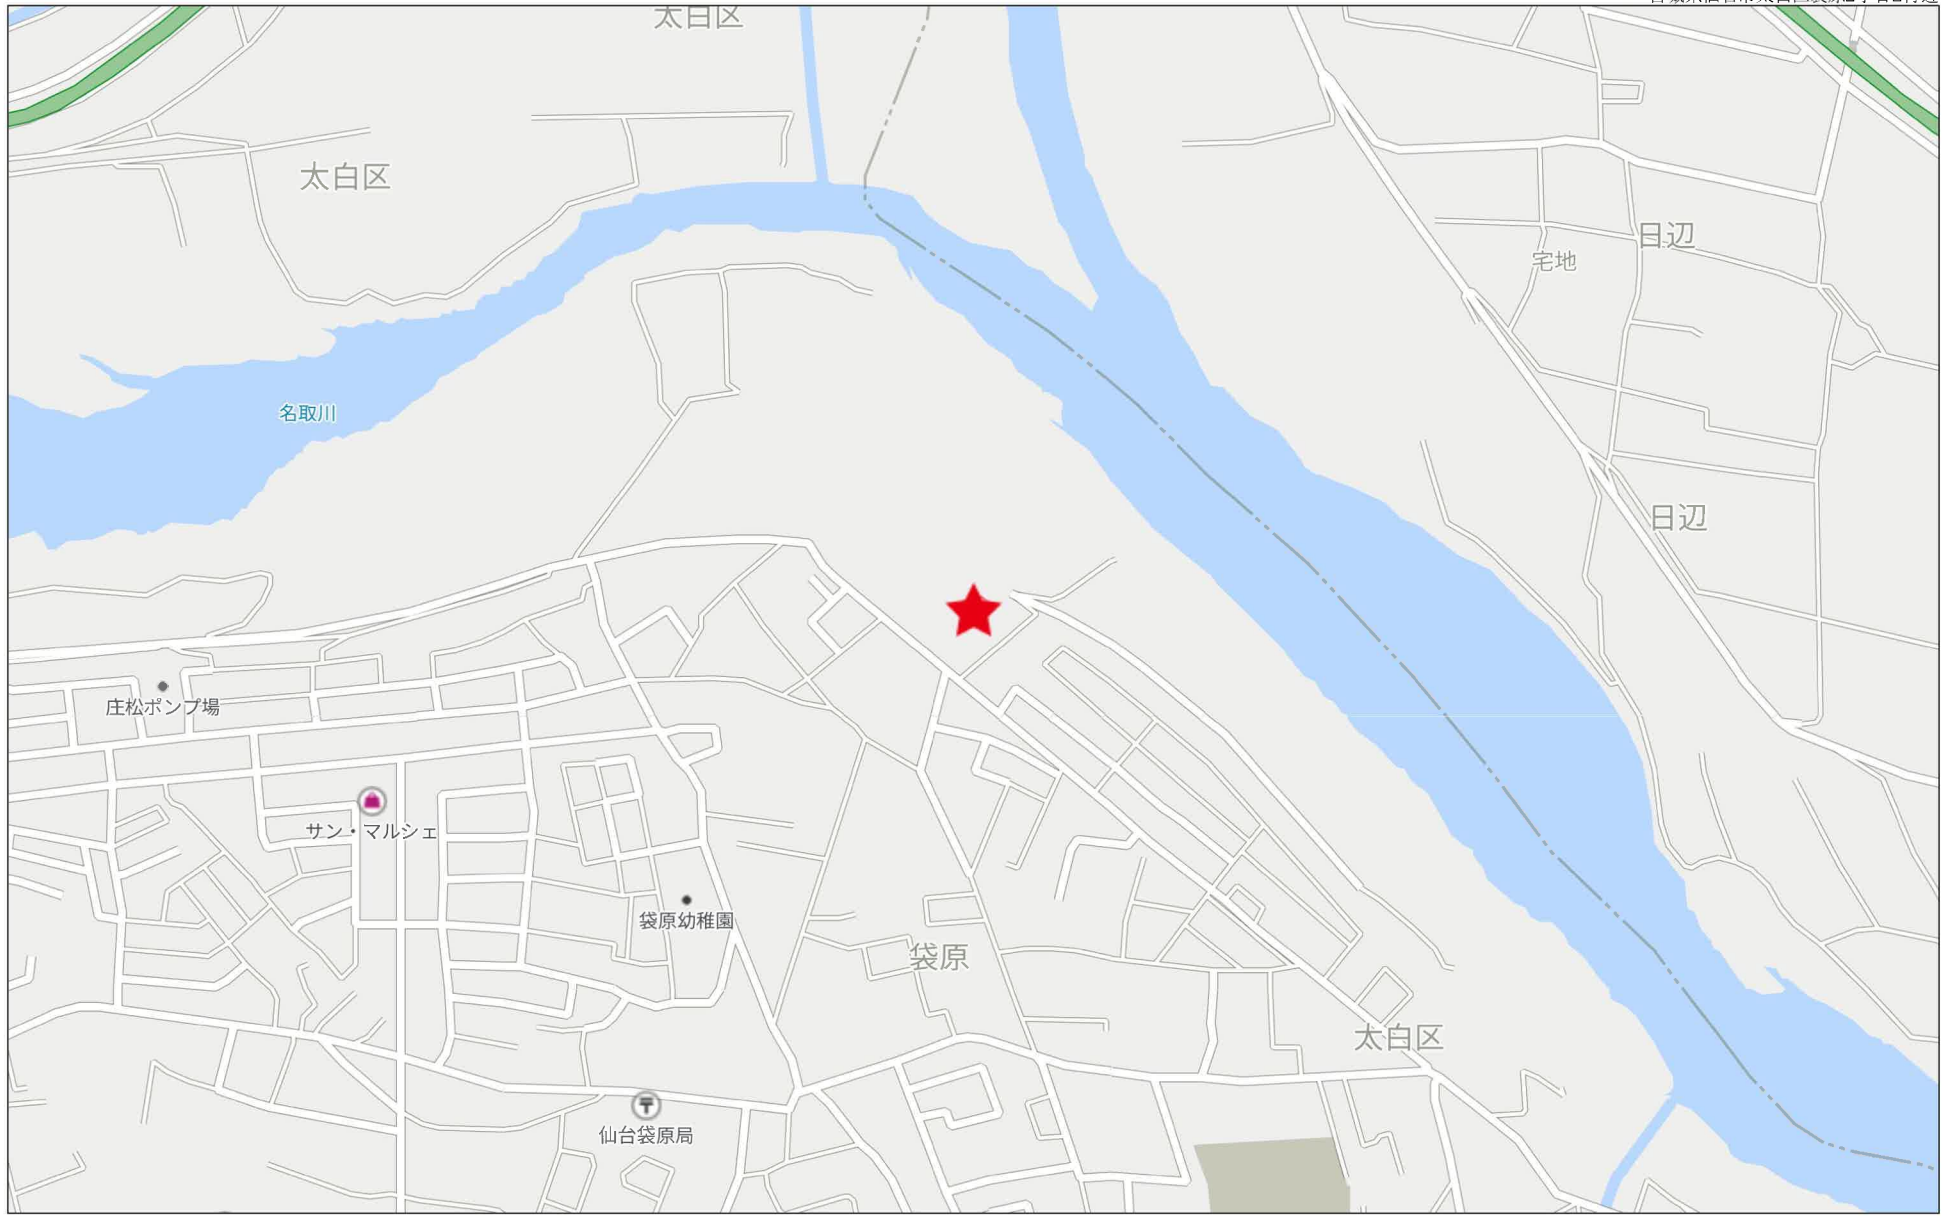 太白区
太白区
日辺
宅地
名取川
日辺
庄松ポンプ場
サン・マルシェ
袋原幼稚園
袋原
太白区
仙台袋原局